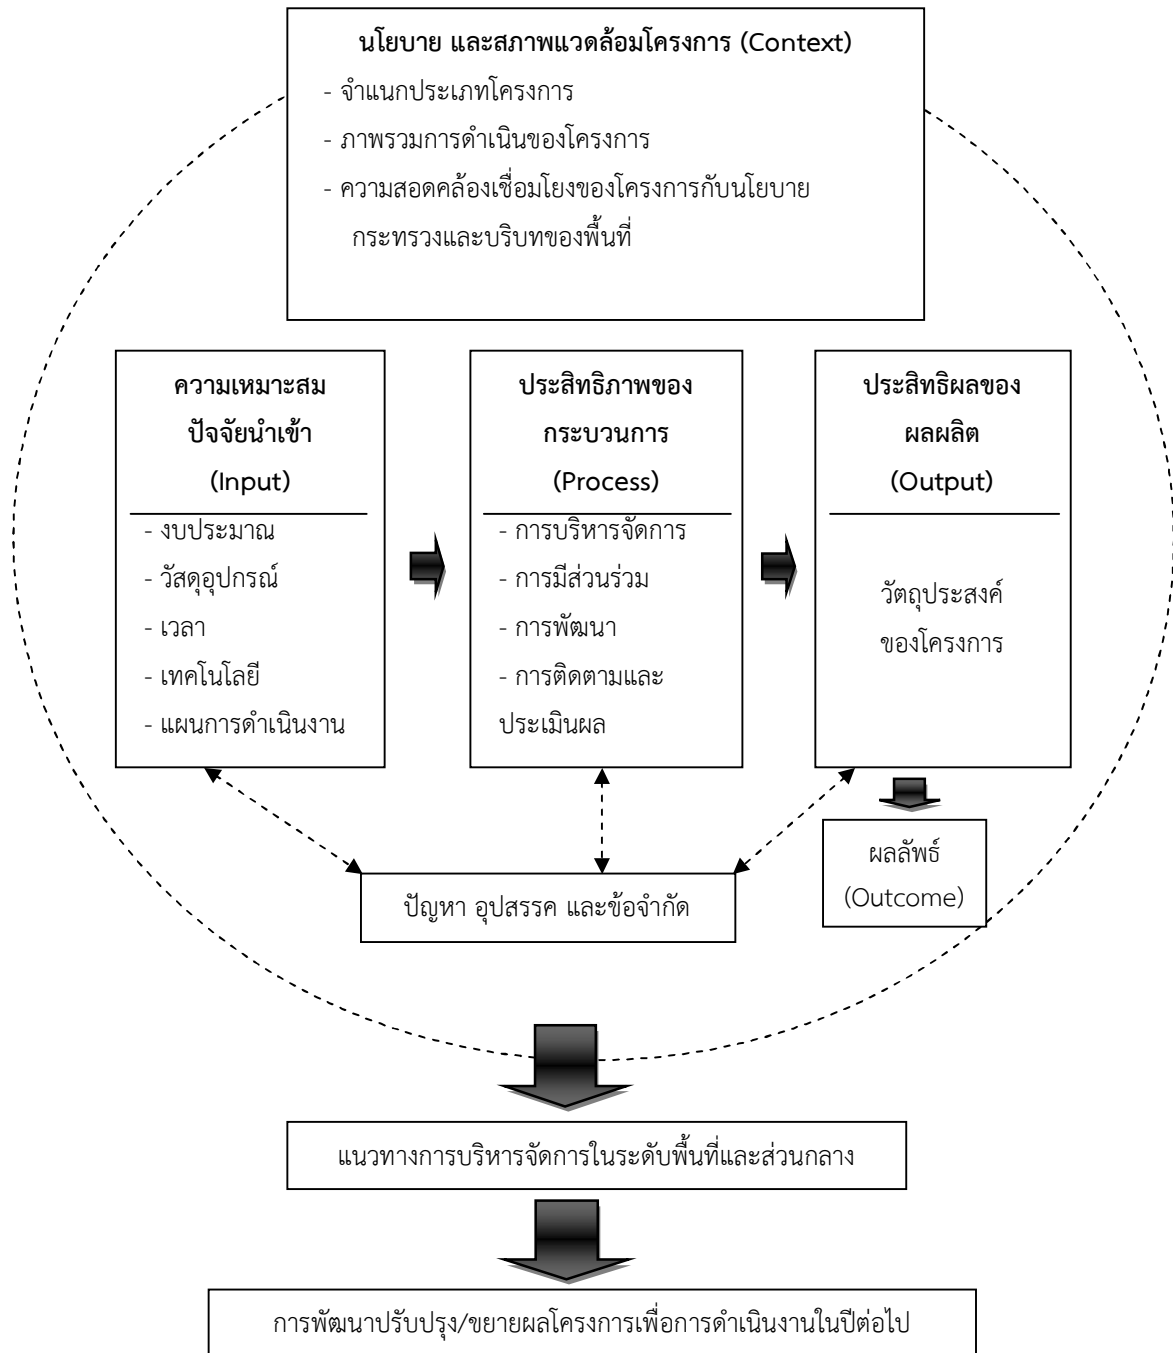 นโยบาย และสภาพแวดล้อมโครงการ (Context)
- จำแนกประเภทโครงการ
- ภาพรวมการดำเนินของโครงการ
- ความสอดคล้องเชื่อมโยงของโครงการกับนโยบาย
กระทรวงและบริบทของพื้นที่
ความเหมาะสม
ปัจจัยนำเข้า
(Input)
- งบประมาณ
- วัสดุอุปกรณ์
- เวลา
- เทคโนโลยี
- แผนการดำเนินงาน
ประสิทธิภาพของ
กระบวนการ
(Process)
- การบริหารจัดการ
- การมีส่วนร่วม
- การพัฒนา
- การติดตามและ
ประเมินผล
ประสิทธิผลของ
ผลผลิต
(Output)
วัตถุประสงค์
ของโครงการ
ปัญหา อุปสรรค และข้อจำกัด
ผลลัพธ์
(Outcome)
แนวทางการบริหารจัดการในระดับพื้นที่และส่วนกลาง
การพัฒนาปรับปรุง/ขยายผลโครงการเพื่อการดำเนินงานในปีต่อไป